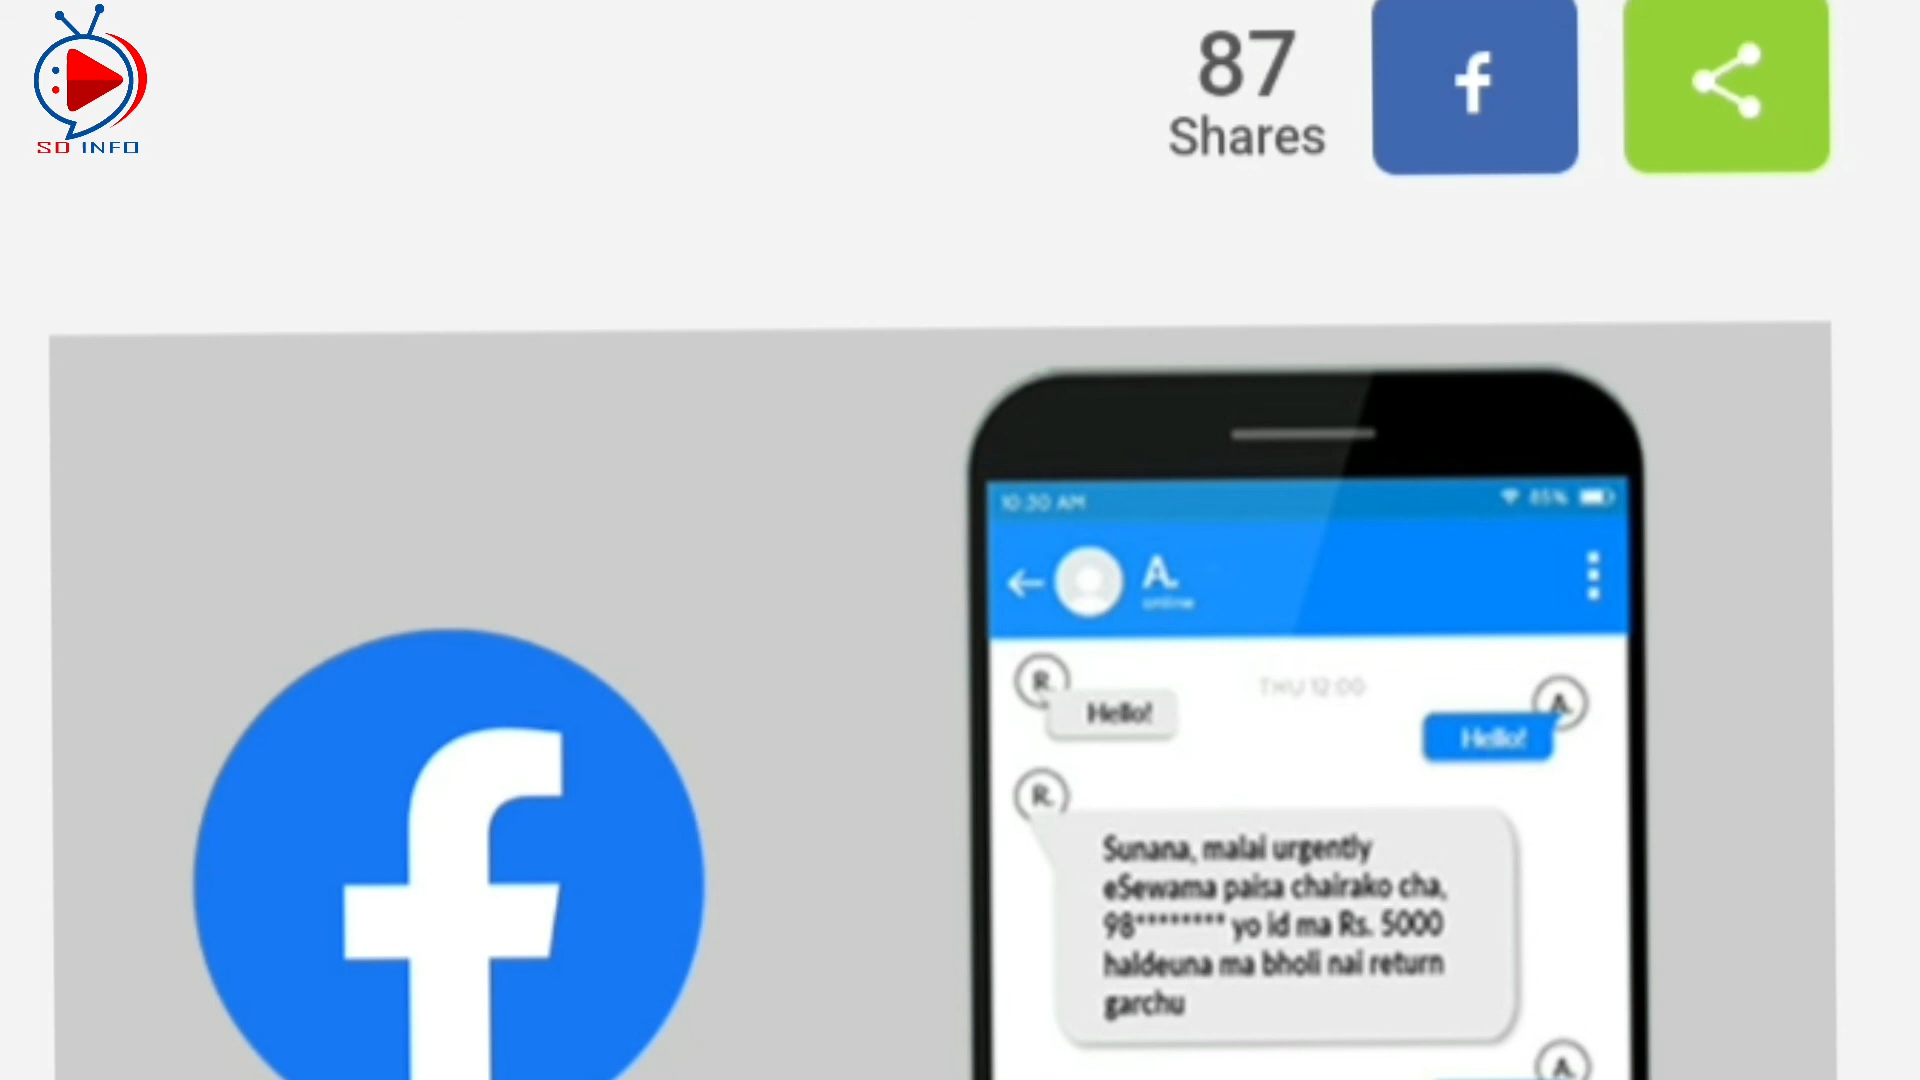 SD INFO
87
Shares
10:30 AM
85%
A.
online
THU 12:00
R.
Hello!
A.
Hello!
R.
Sunana, malai urgently
eSewama paisa chairako cha,
98******** yo id ma Rs. 5000
haldeuna ma bholi nai return
garchu
A.